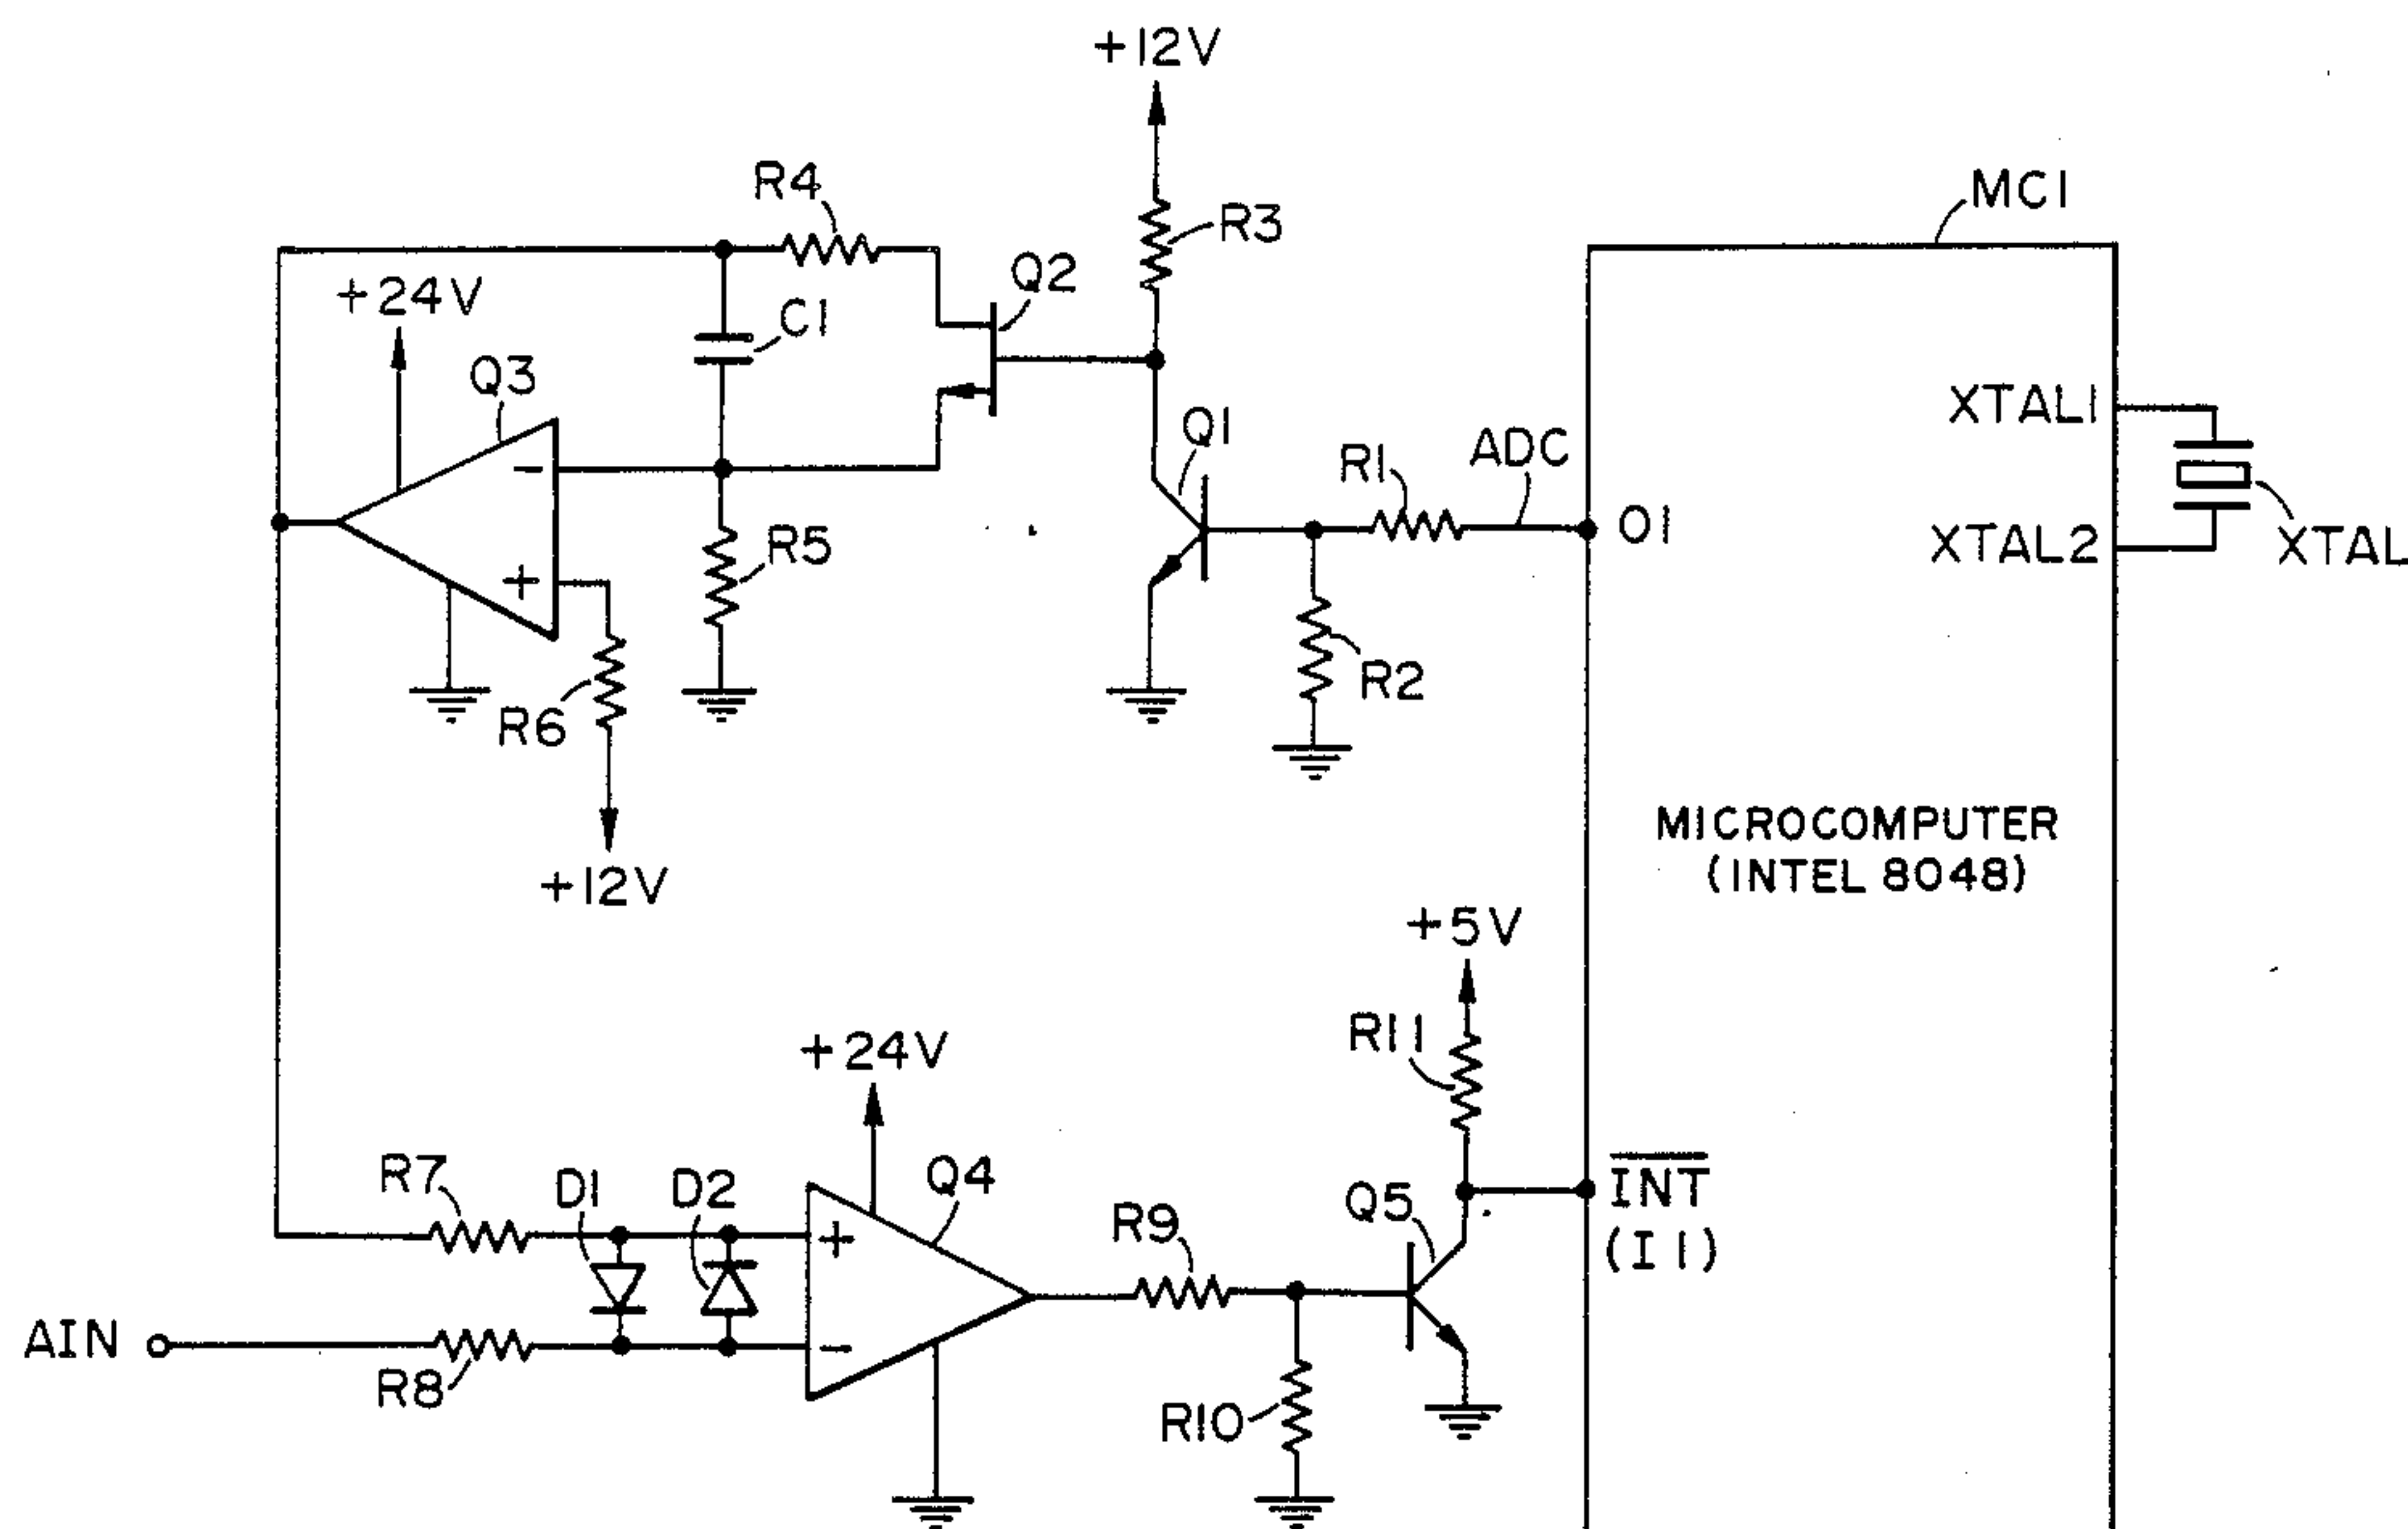 +12V
R4
R3
MC1
Q2
+24V
C1
Q3
XTAL1
Q1
ADC
R1
-
O1
R5
XTAL2
XTAL
+
R2
R6
MICROCOMPUTER
+12V
(INTEL 8048)
+5V
R11
+24V
R7
D1
D2
Q4
INT
Q5
R9
+
(I1)
AIN
-
R8
R10